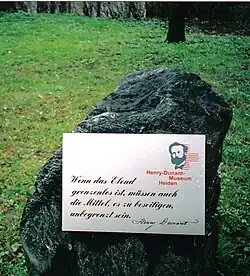 Henry-Dunant-
Museum
Heiden
Wenn das Elend
grenzenlos ist, müssen auch
die Mittel, es zu beseitigen,
unbegrenzt sein.
Henry Dunant